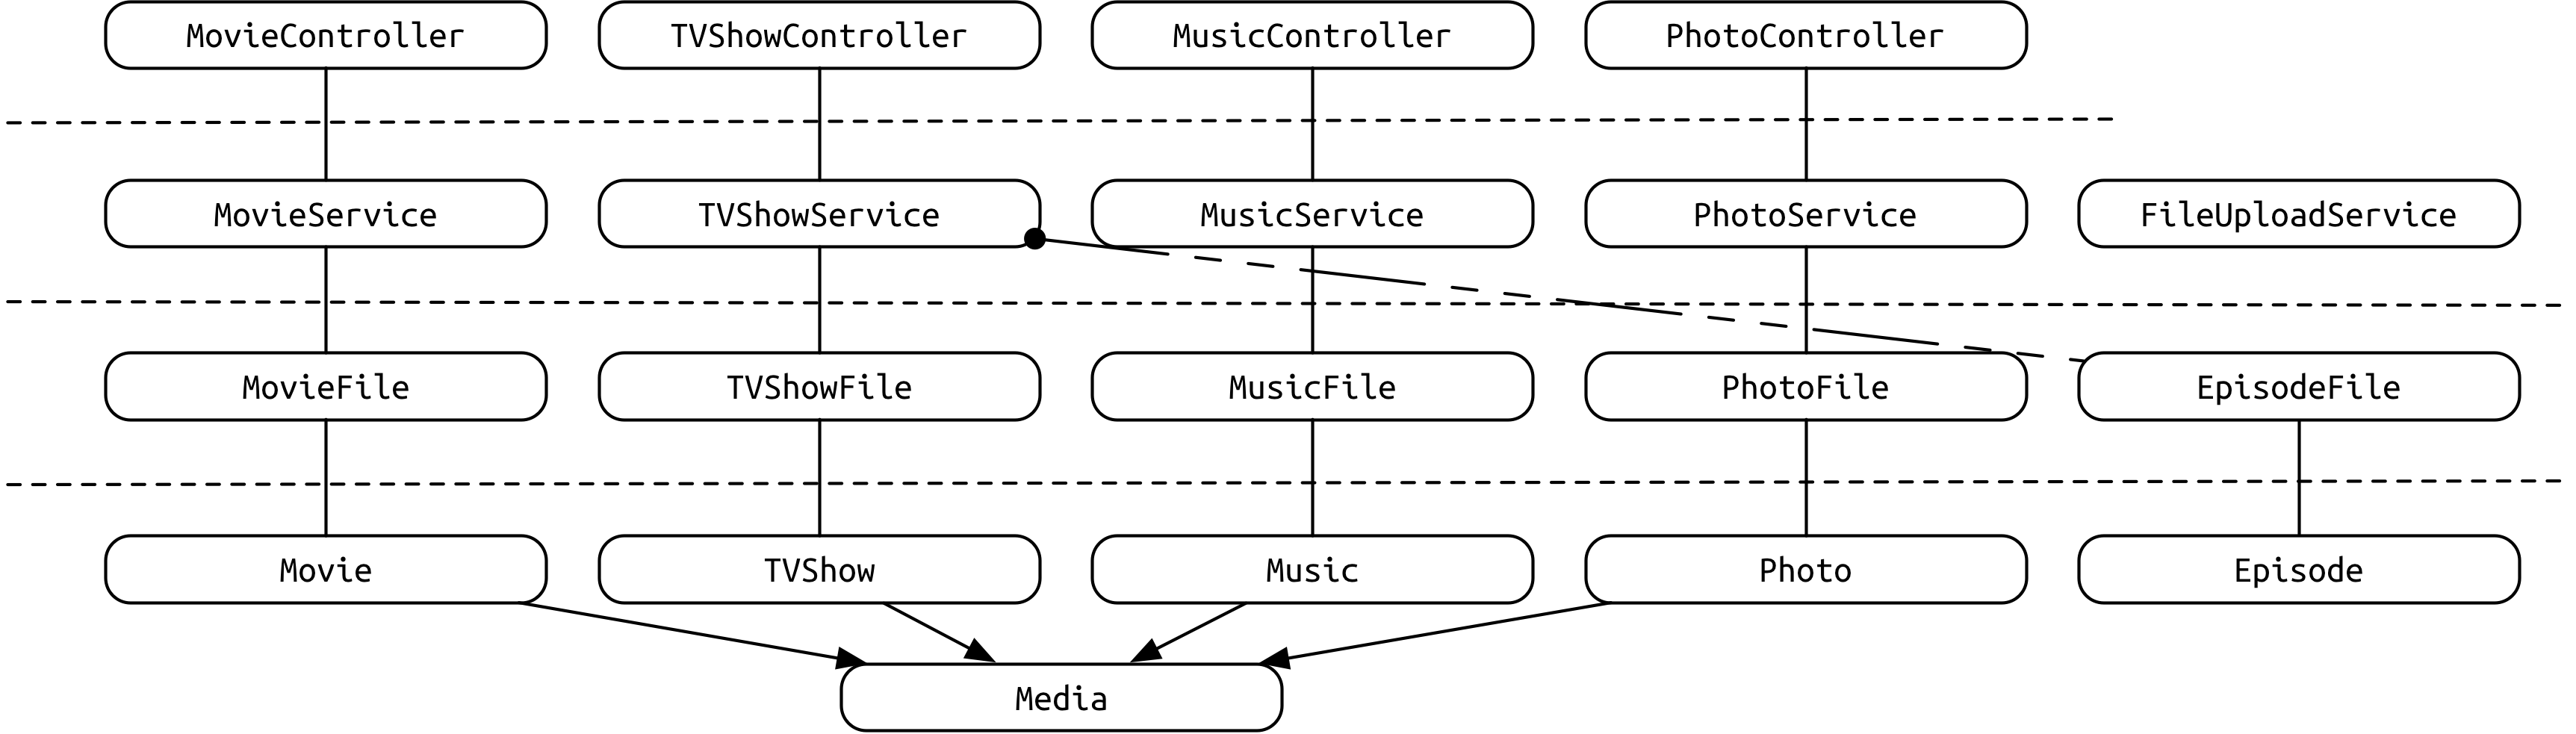 MovieController
TVShowController
MusicController
PhotoController
MovieService
TVShowService
MusicService
PhotoService
FileUploadService
MovieFile
TVShowFile
MusicFile
PhotoFile
EpisodeFile
Movie
TVShow
Music
Photo
Episode
Media